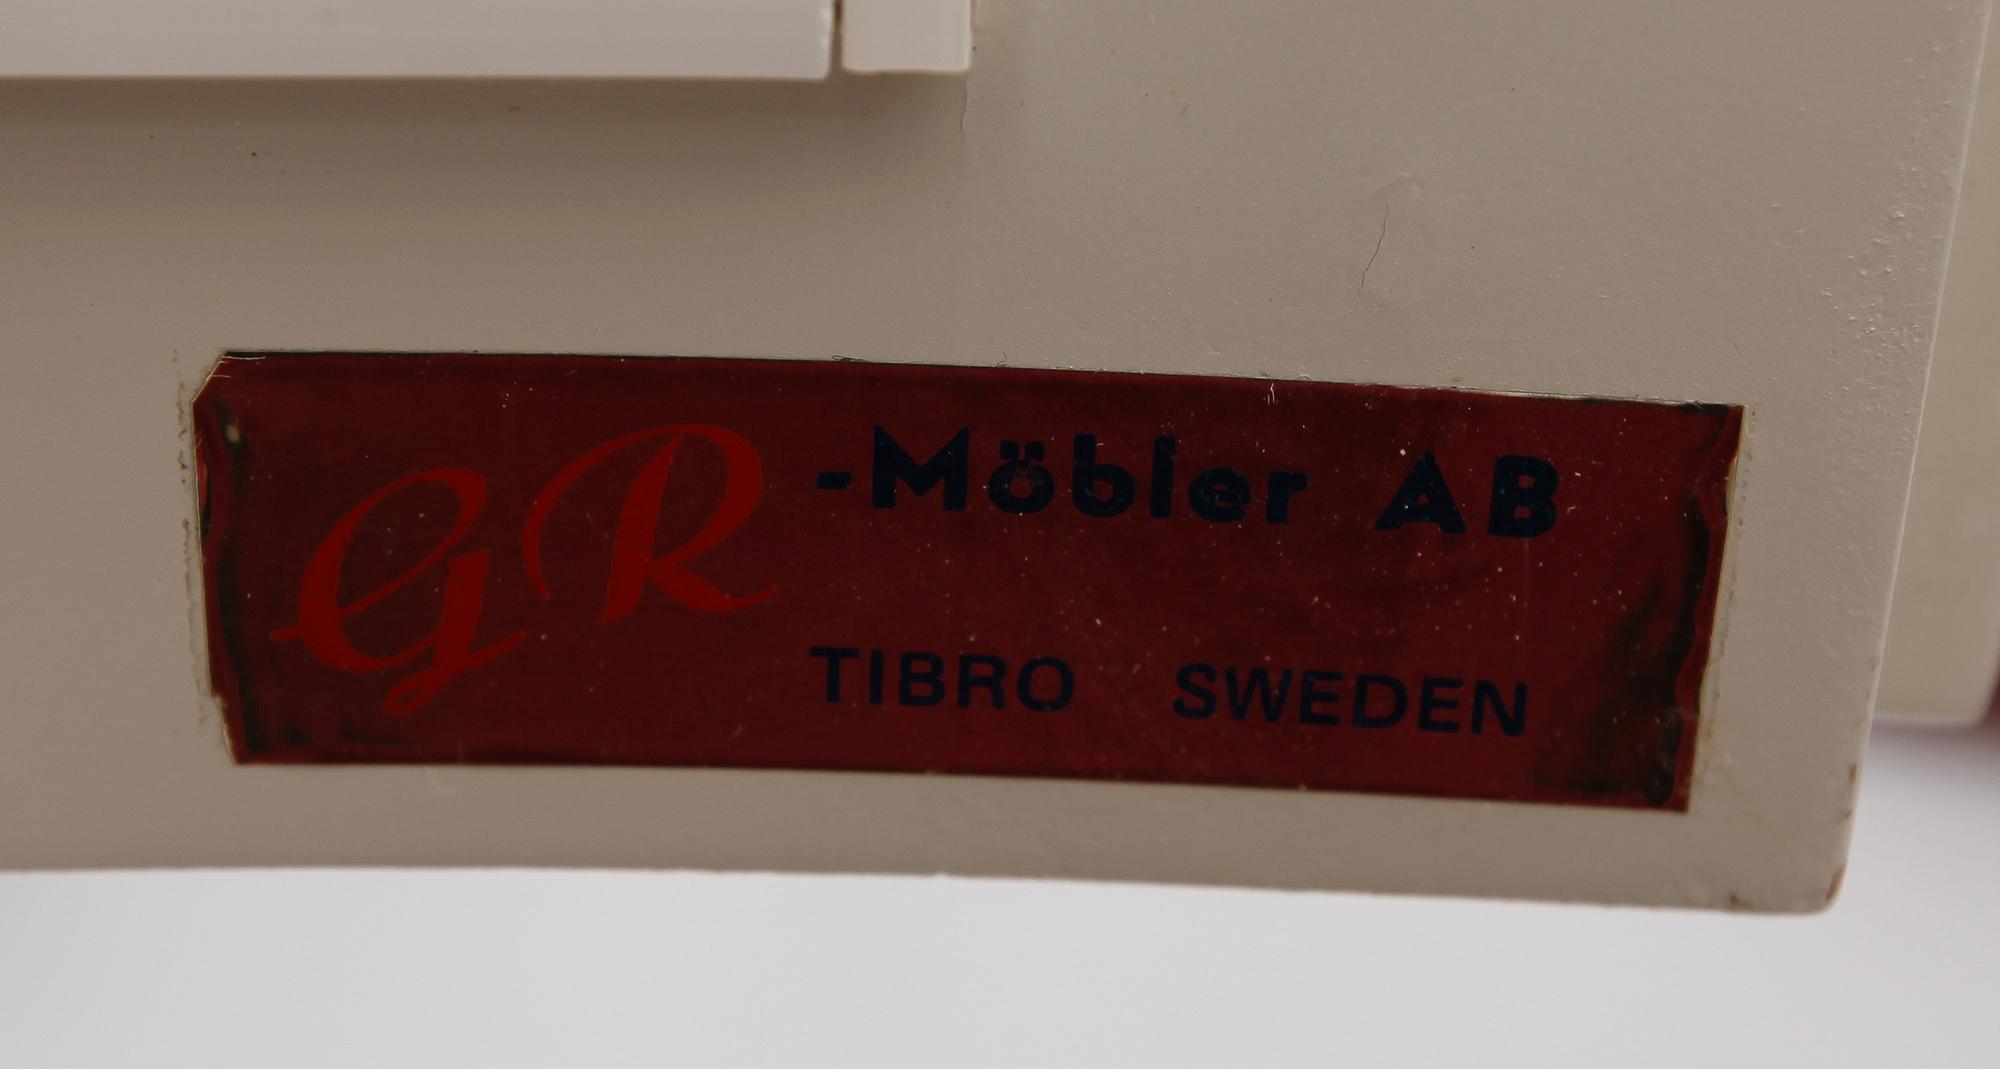 GR-Möbler AB
TIBRO SWEDEN